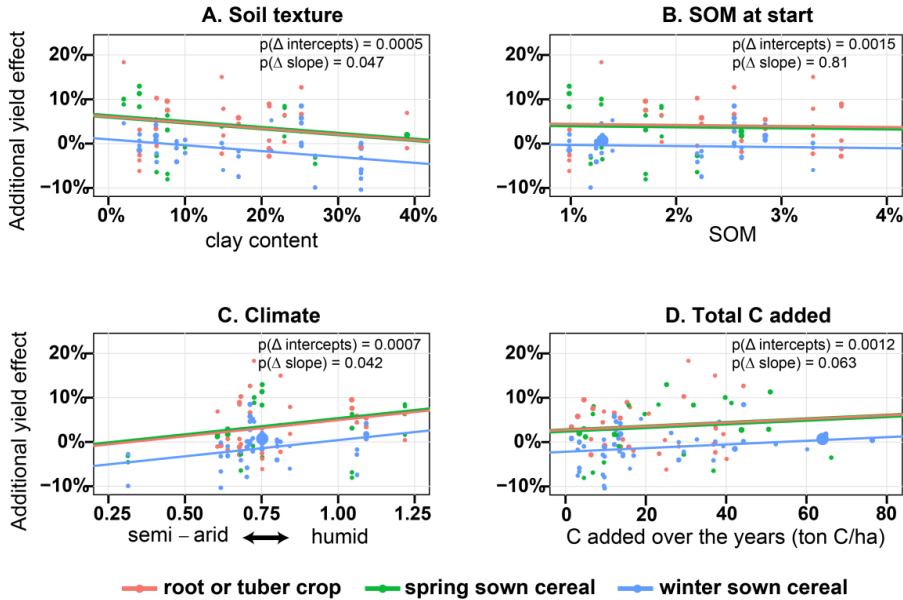 A. Soil texture
p(Δ intercepts) = 0.0005
p(Δ slope) = 0.047
Additional yield effect
20%
10%
0%
−10%
0%
10%
20%
30%
40%
clay content
B. SOM at start
p(Δ intercepts) = 0.0015
p(Δ slope) = 0.81
20%
10%
0%
−10%
1%
2%
3%
4%
SOM
C. Climate
p(Δ intercepts) = 0.0007
p(Δ slope) = 0.042
Additional yield effect
20%
10%
0%
−10%
0.25
0.50
0.75
1.00
1.25
semi – arid
humid
D. Total C added
p(Δ intercepts) = 0.0012
p(Δ slope) = 0.063
20%
10%
0%
−10%
0
20
40
60
80
C added over the years (ton C/ha)
root or tuber crop
spring sown cereal
winter sown cereal